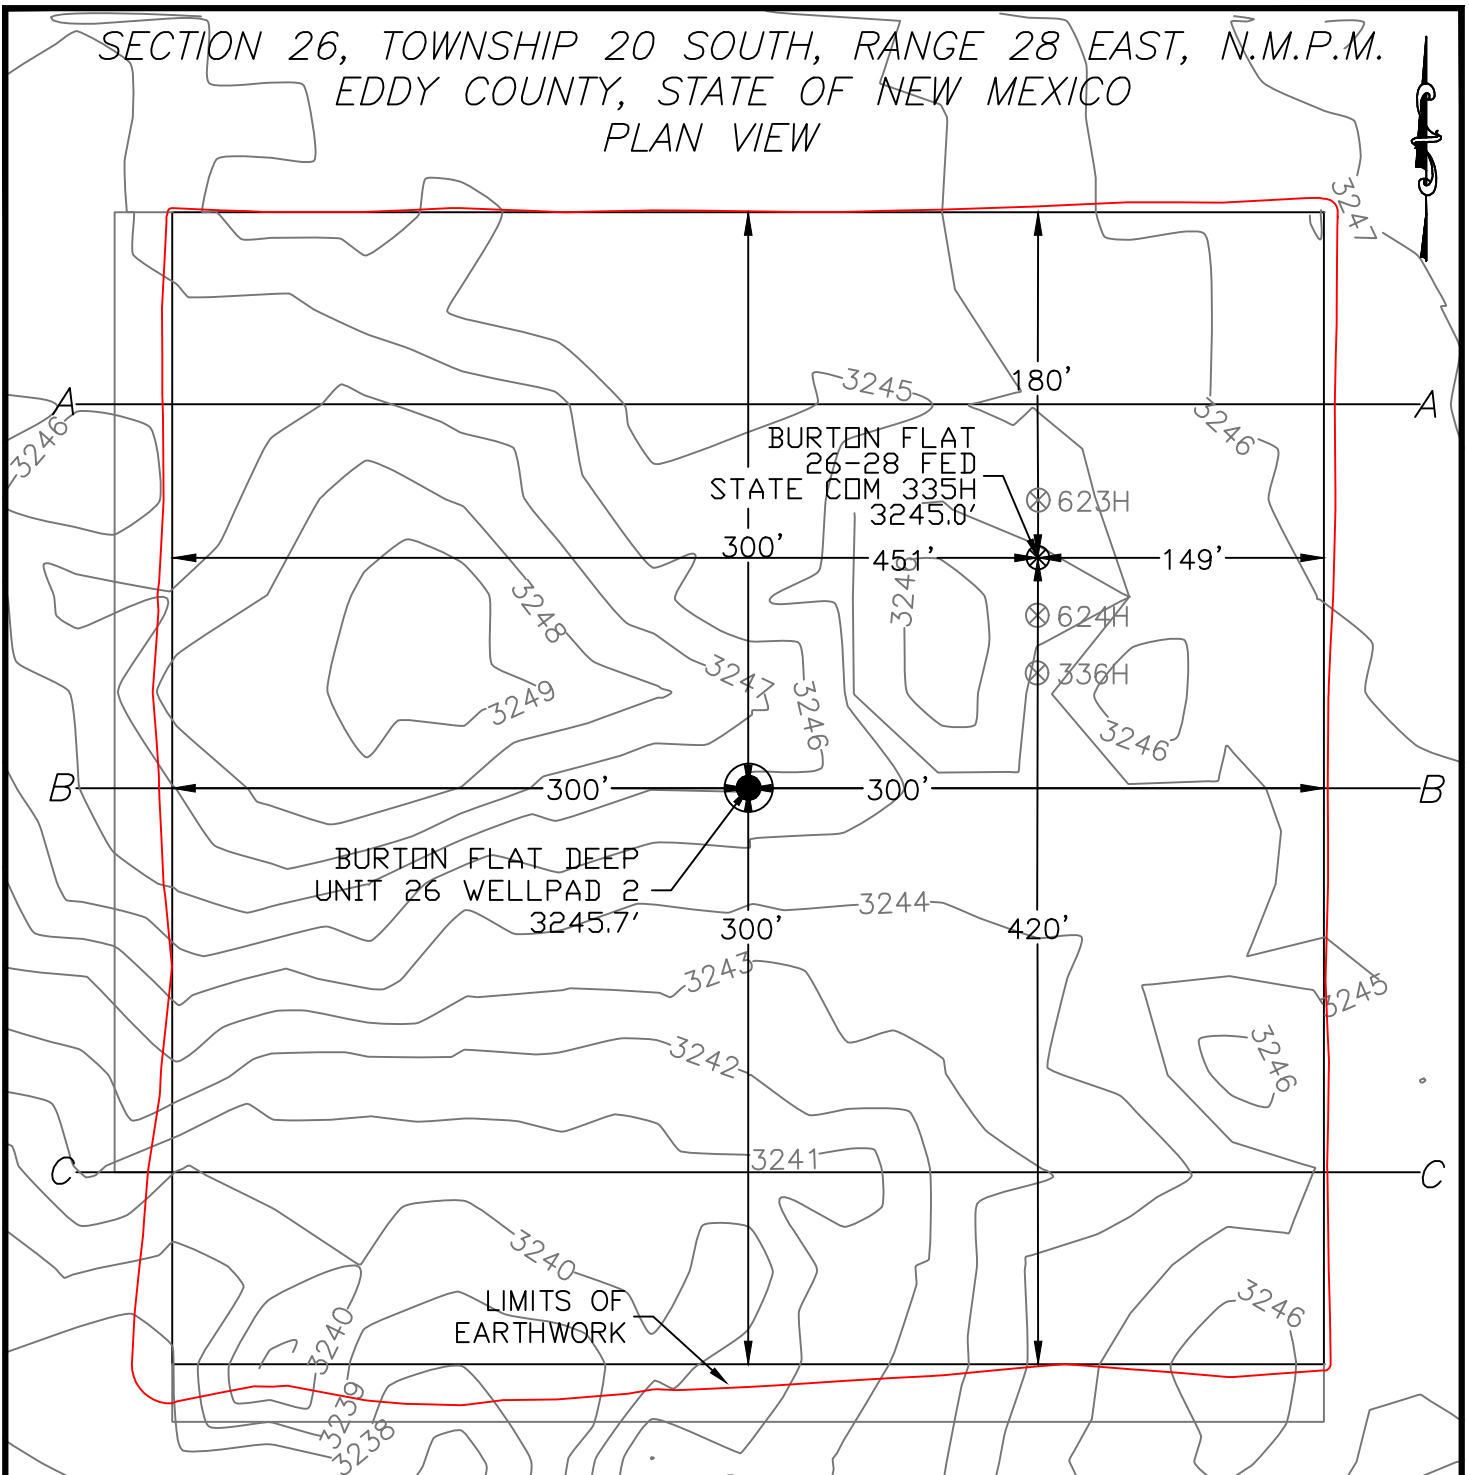 SECTION 26, TOWNSHIP 20 SOUTH, RANGE 28 EAST, N.M.P.M.
EDDY COUNTY, STATE OF NEW MEXICO
PLAN VIEW
3247
180'
3245
A
A
3246
3246
BURTON FLAT
26-28 FED
STATE COM 335H
3245.0'
623H
300'
451'
149'
3246
3248
624H
336H
3247
3249
3246
3246
B
300'
300'
B
BURTON FLAT DEEP
UNIT 26 WELLPAD 2
3245.7'
3244
300'
420'
3243
3245
3242
3246
3241
C
C
3240
LIMITS OF
EARTHWORK
3240
3246
3239
3238